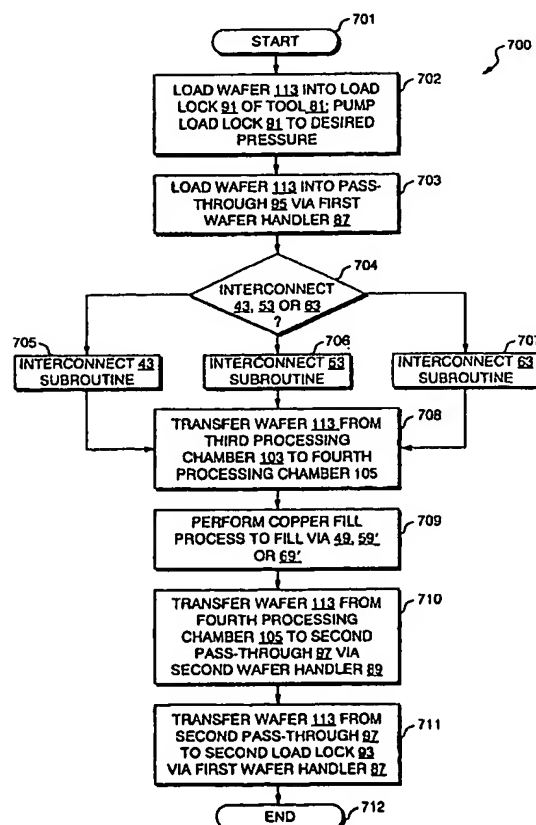 701
START
700
LOAD WAFER 113 INTO LOAD
LOCK 91 OF TOOL 81; PUMP
LOAD LOCK 91 TO DESIRED
PRESSURE
702
LOAD WAFER 113 INTO PASS-
THROUGH 95 VIA FIRST
WAFER HANDLER 87
703
704
INTERCONNECT
43, 53 OR 63
?
705
INTERCONNECT 43
SUBROUTINE
706
INTERCONNECT 53
SUBROUTINE
707
INTERCONNECT 63
SUBROUTINE
TRANSFER WAFER 113 FROM
THIRD PROCESSING
CHAMBER 103 TO FOURTH
PROCESSING CHAMBER 105
708
PERFORM COPPER FILL
PROCESS TO FILL VIA 49, 59'
OR 69'
709
TRANSFER WAFER 113 FROM
FOURTH PROCESSING
CHAMBER 105 TO SECOND
PASS-THROUGH 97 VIA
SECOND WAFER HANDLER 89
710
TRANSFER WAFER 113 FROM
SECOND PASS-THROUGH 97
TO SECOND LOAD LOCK 93
VIA FIRST WAFER HANDLER 87
711
END
712